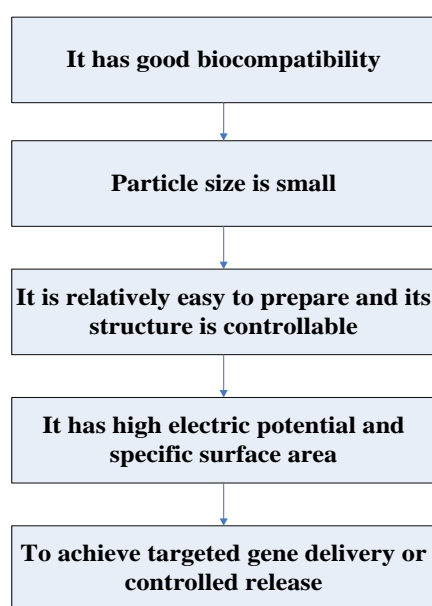 It has good biocompatibility
Particle size is small
It is relatively easy to prepare and its
structure is controllable
It has high electric potential and
specific surface area
To achieve targeted gene delivery or
controlled release